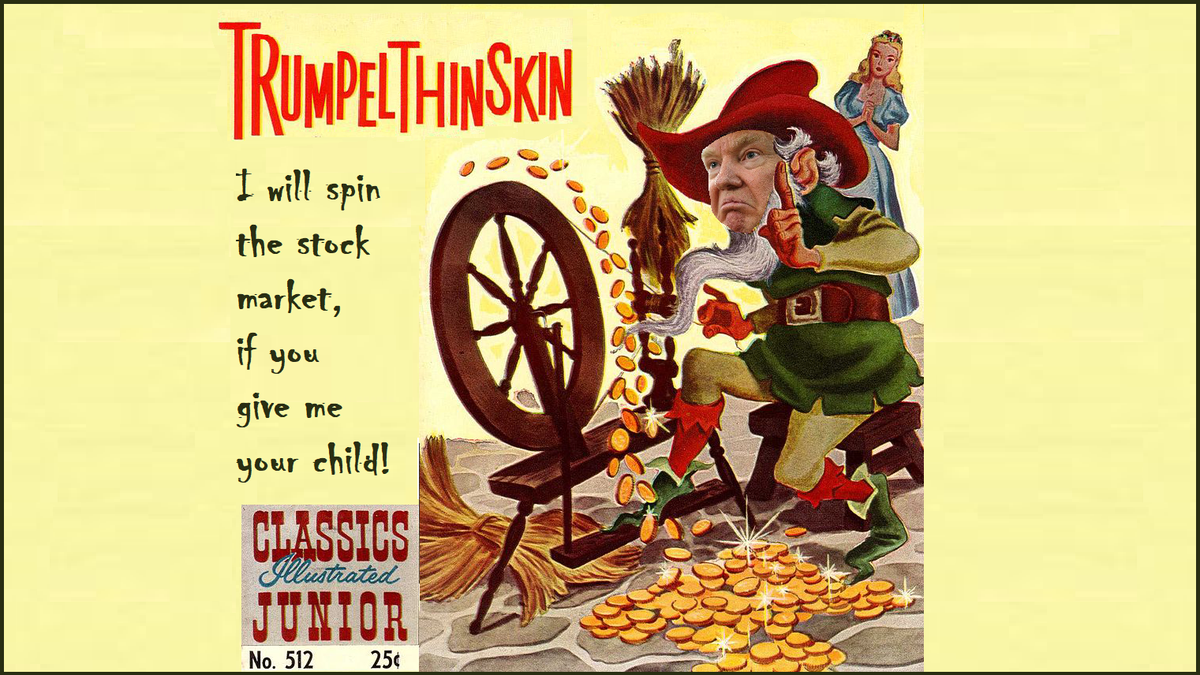 TRUMPELTHINSKIN
I will spin
the stock
market,
if you
give me
your child!
CLASSICS
Illustrated
JUNIOR
No. 512 25¢